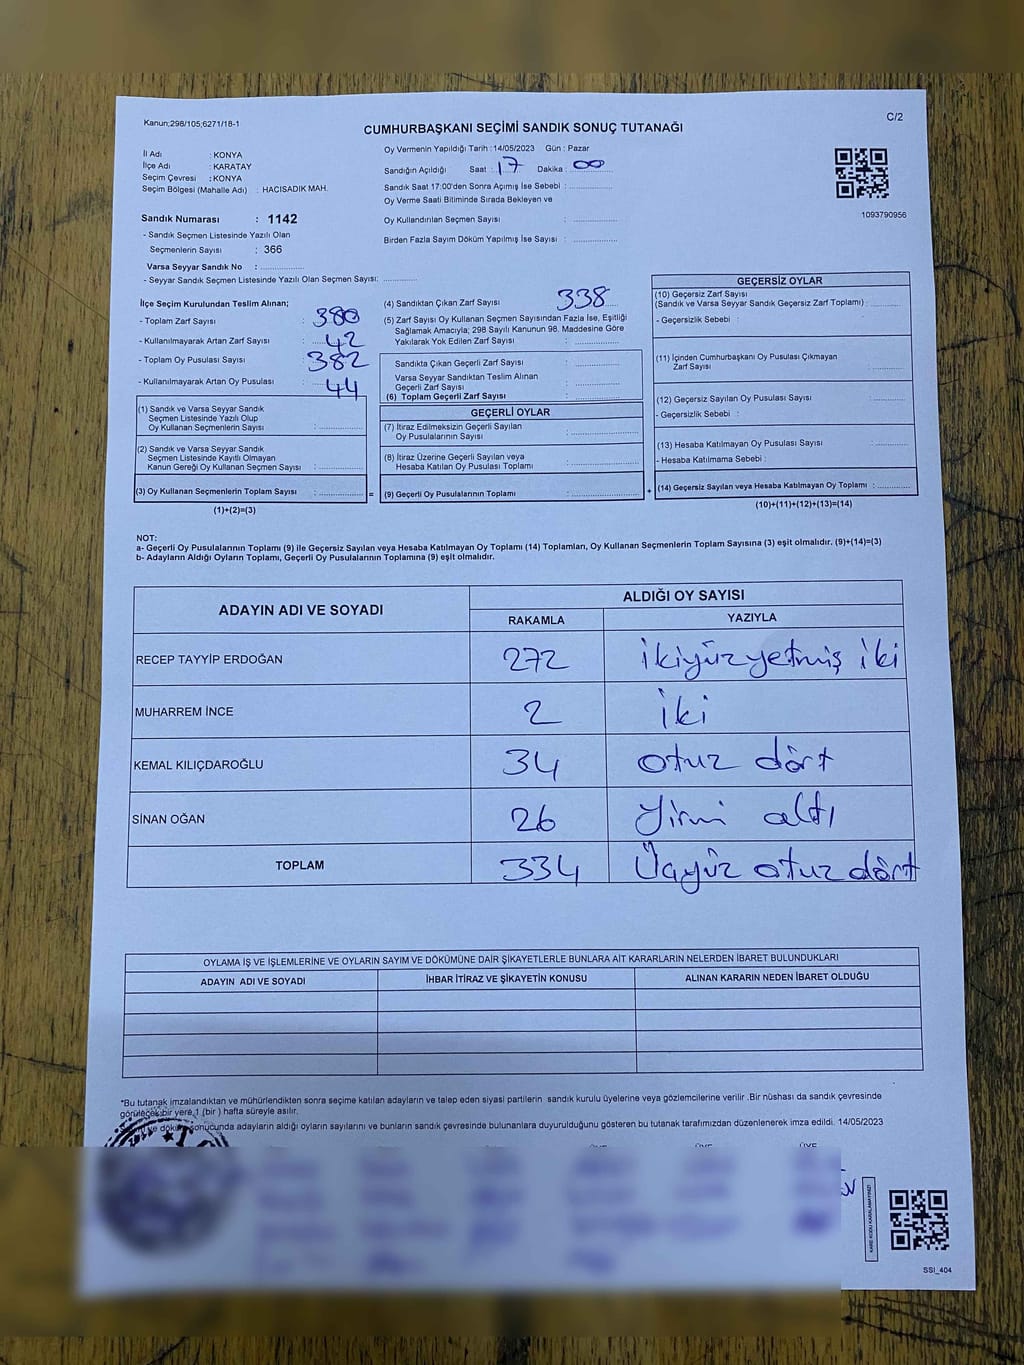 Kanun;298/105;6271/18-1
C/2
CUMHURBAŞKANI SEÇİMİ SANDIK SONUÇ TUTANAĞI
İl Adı : KONYA
İlçe Adı : KARATAY
Seçim Çevresi : KONYA
Seçim Bölgesi (Mahalle Adı) : HACISADIK MAH.
Sandık Numarası : 1142
- Sandık Seçmen Listesinde Yazılı Olan
Seçmenlerin Sayısı : 366
Varsa Seyyar Sandık No : ................
- Seyyar Sandık Seçmen Listesinde Yazılı Olan Seçmen Sayısı: ............
Oy Vermenin Yapıldığı Tarih :14/05/2023 Gün : Pazar
Sandığın Açıldığı Saat : 17 Dakika : 00
Sandık Saat 17:00'den Sonra Açımış İse Sebebi : ................
Oy Verme Saati Bitiminde Sırada Bekleyen ve
Oy Kullandırılan Seçmen Sayısı : ................
Birden Fazla Sayım Döküm Yapılmış İse Sayısı : ................
1093790956
İlçe Seçim Kurulundan Teslim Alınan;
- Toplam Zarf Sayısı : 380
- Kullanılmayarak Artan Zarf Sayısı : 42
- Toplam Oy Pusulası Sayısı : 382
- Kullanılmayarak Artan Oy Pusulası : 44
(1) Sandık ve Varsa Seyyar Sandık
Seçmen Listesinde Yazılı Olup
Oy Kullanan Seçmenlerin Sayısı : ................
(2) Sandık ve Varsa Seyyar Sandık
Seçmen Listesinde Kayıtlı Olmayan
Kanun Gereği Oy Kullanan Seçmen Sayısı : ................
(3) Oy Kullanan Seçmenlerin Toplam Sayısı : ................ =
(1)+(2)=(3)
(4) Sandıktan Çıkan Zarf Sayısı : 338
(5) Zarf Sayısı Oy Kullanan Seçmen Sayısından Fazla İse, Eşitliği
Sağlamak Amacıyla; 298 Sayılı Kanunun 98. Maddesine Göre
Yakılarak Yok Edilen Zarf Sayısı : ................
Sandıkta Çıkan Geçerli Zarf Sayısı : ................
Varsa Seyyar Sandıktan Teslim Alınan
Geçerli Zarf Sayısı : ................
(6) Toplam Geçerli Zarf Sayısı : ................
GEÇERLİ OYLAR
(7) İtiraz Edilmeksizin Geçerli Sayılan
Oy Pusulalarının Sayısı : ................
(8) İtiraz Üzerine Geçerli Sayılan veya
Hesaba Katılan Oy Pusulası Toplamı : ................
(9) Geçerli Oy Pusulalarının Toplamı : ................ +
GEÇERSİZ OYLAR
(10) Geçersiz Zarf Sayısı
(Sandık ve Varsa Seyyar Sandık Geçersiz Zarf Toplamı) : ..........
- Geçersizlik Sebebi :
(11) İçinden Cumhurbaşkanı Oy Pusulası Çıkmayan
Zarf Sayısı : ..........
(12) Geçersiz Sayılan Oy Pusulası Sayısı : ..........
- Geçersizlik Sebebi :
(13) Hesaba Katılmayan Oy Pusulası Sayısı : ..........
- Hesaba Katılmama Sebebi :
(14) Geçersiz Sayılan veya Hesaba Katılmayan Oy Toplamı : ..........
(10)+(11)+(12)+(13)=(14)
NOT:
a- Geçerli Oy Pusulalarının Toplamı (9) ile Geçersiz Sayılan veya Hesaba Katılmayan Oy Toplamı (14) Toplamları, Oy Kullanan Seçmenlerin Toplam Sayısına (3) eşit olmalıdır. (9)+(14)=(3)
b- Adayların Aldığı Oyların Toplamı, Geçerli Oy Pusulalarının Toplamına (9) eşit olmalıdır.
ADAYIN ADI VE SOYADI ALDIĞI OY SAYISI
RAKAMLA YAZIYLA
RECEP TAYYİP ERDOĞAN 272 ikiyüzyetmiş iki
MUHARREM İNCE 2 iki
KEMAL KILIÇDAROĞLU 34 otuz dört
SİNAN OĞAN 26 Yirmi altı
TOPLAM 334 Üçyüz otuz dört
OYLAMA İŞ VE İŞLEMLERİNE VE OYLARIN SAYIM VE DÖKÜMÜNE DAİR ŞİKAYETLERLE BUNLARA AİT KARARLARIN NELERDEN İBARET BULUNDUKLARI
ADAYIN ADI VE SOYADI İHBAR İTİRAZ VE ŞİKAYETİN KONUSU ALINAN KARARIN NEDEN İBARET OLDUĞU
*Bu tutanak imzalandıktan ve mühürlendikten sonra seçime katılan adayların ve talep eden siyasi partilerin sandık kurulu üyelerine veya gözlemcilerine verilir .Bir nüshası da sandık çevresinde
görülecek bir yere 1 (bir ) hafta süreyle asılır.
ve döküm sonucunda adayların aldığı oyların sayılarını ve bunların sandık çevresinde bulunanlara duyurulduğunu gösteren bu tutanak tarafımızdan düzenlenerek imza edildi. 14/05/2023
ÜYE ÜYE ÜYE
KARE KODU KARALAMAYINIZ!
SSI_404